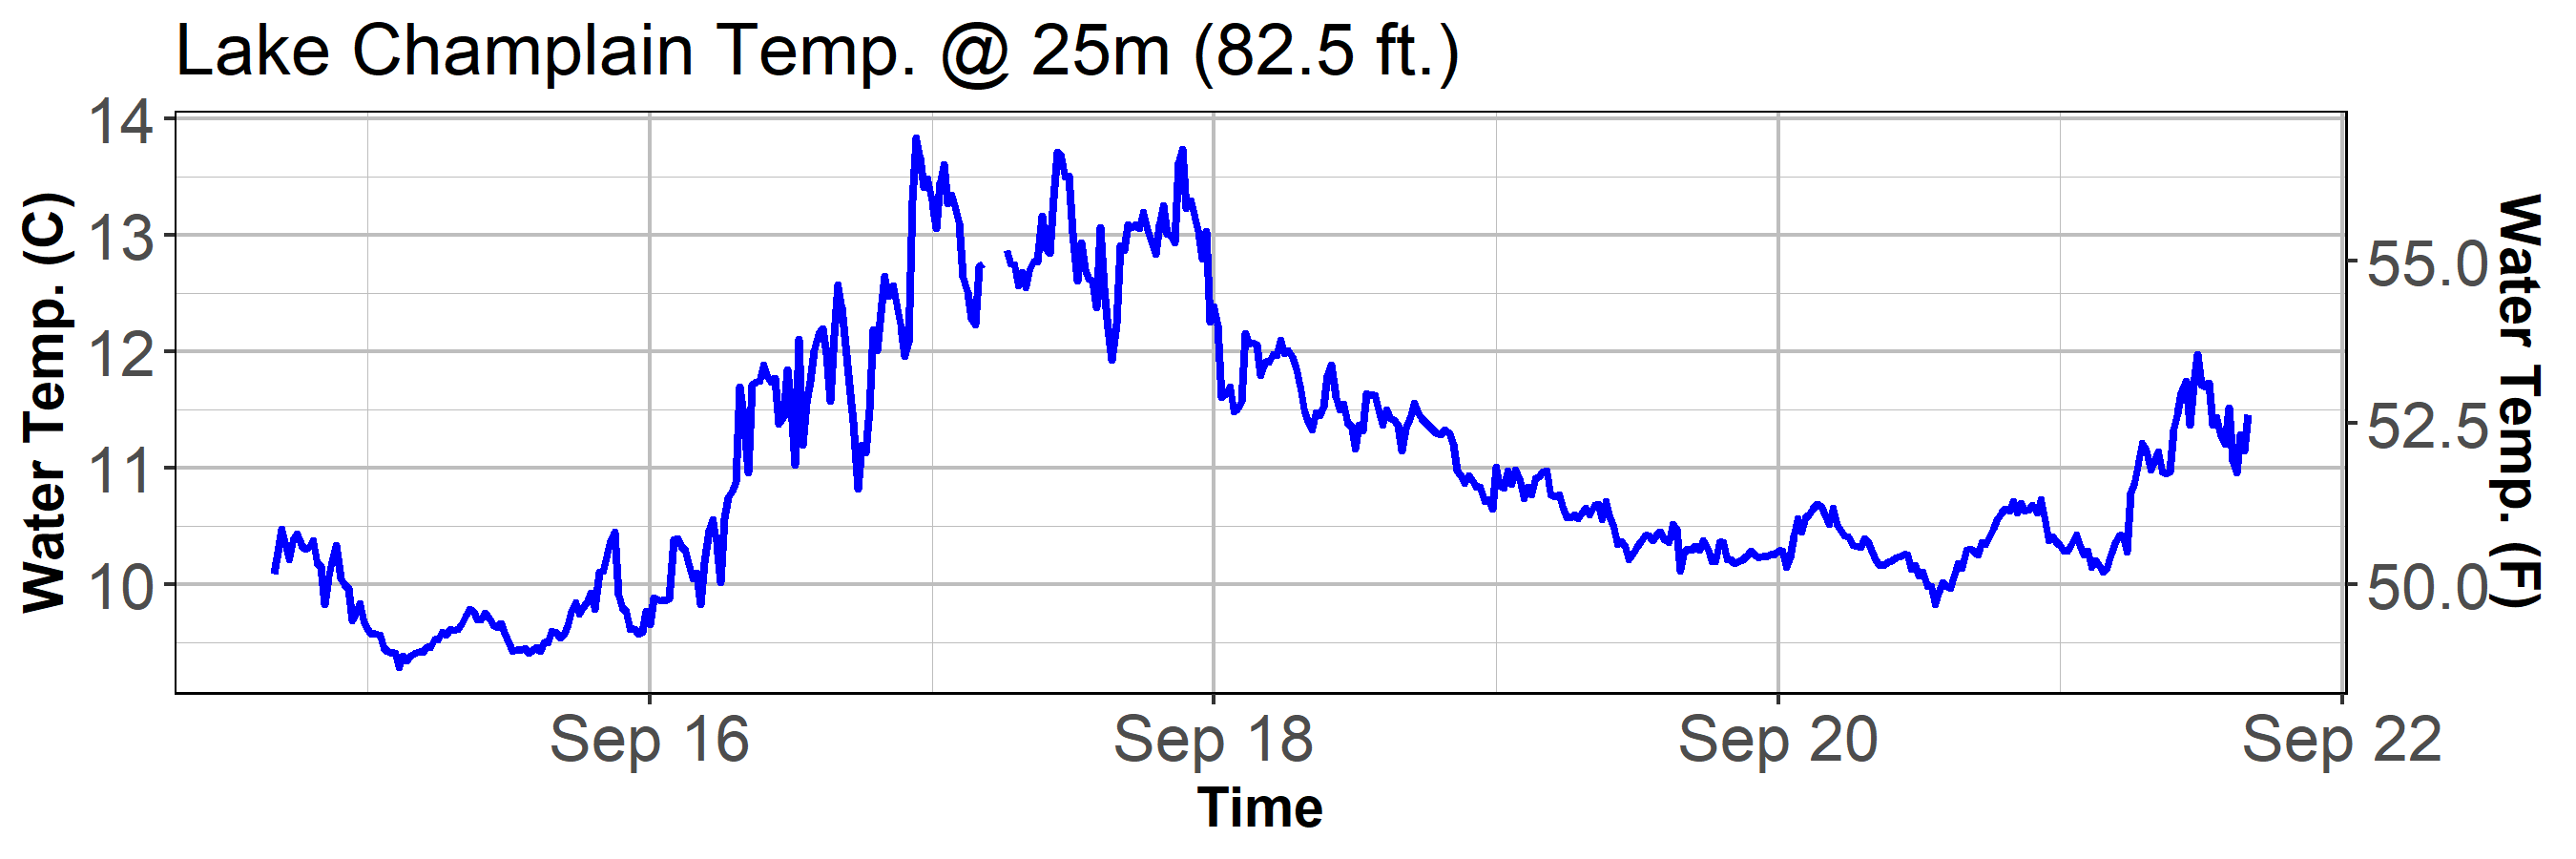 Lake Champlain Temp. @ 25m (82.5 ft.)
Water Temp. (C)
14
13
12
11
10
55.0
52.5
50.0
Water Temp. (F)
Sep 16
Sep 18
Sep 20
Sep 22
Time